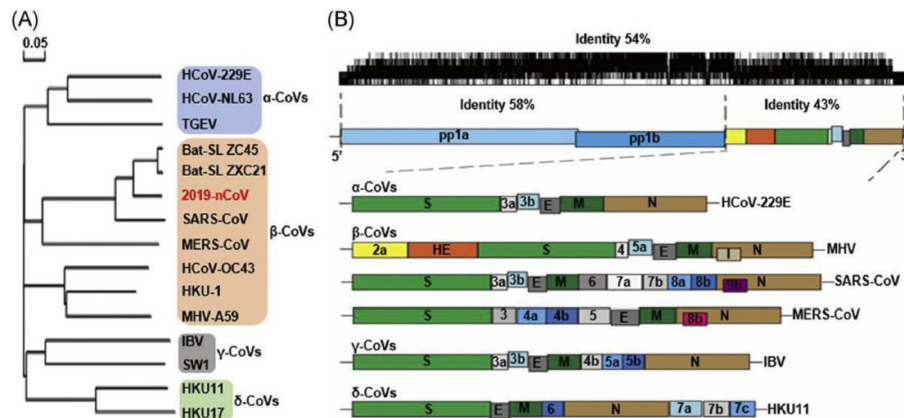 (A)
0.05
HCoV-229E
HCoV-NL63
α-CoVs
TGEV
Bat-SL ZC45
Bat-SL ZXC21
2019-nCoV
SARS-CoV
β-CoVs
MERS-CoV
HCoV-OC43
HKU-1
MHV-A59
IBV
γ-CoVs
SW1
HKU11
δ-CoVs
HKU17
(B)
Identity 54%
Identity 58% Identity 43%
pp1a pp1b
5'
α-CoVs
S 3a 3b E M N HCoV-229E
β-CoVs
2a HE S 4 5a E M I N MHV
S 3a 3b E M 6 7a 7b 8a 8b 9b N SARS-CoV
S 3 4a 4b 5 E M 8b N MERS-CoV
γ-CoVs
S 3a 3b E M 4b 5a 5b N IBV
δ-CoVs
S E M 6 N 7a 7b 7c HKU11